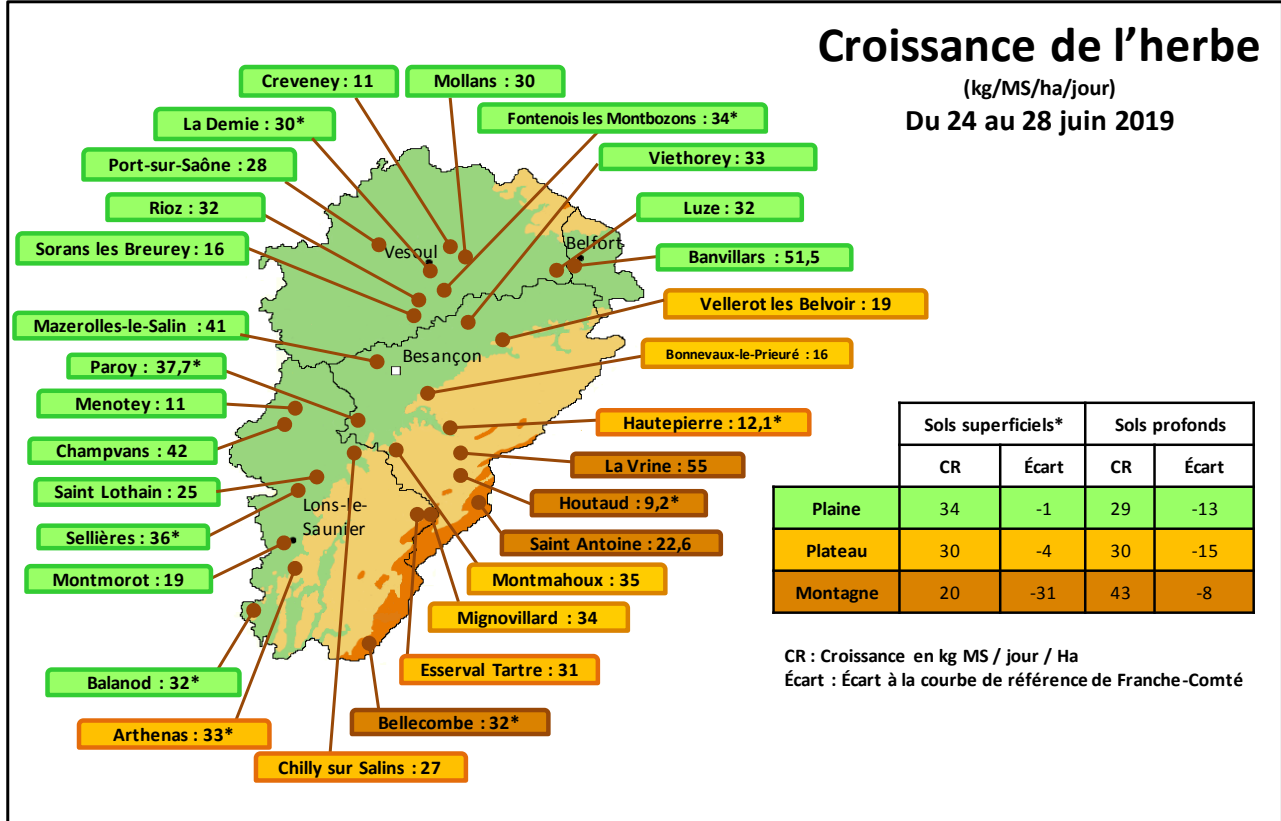 Croissance de l’herbe
(kg/MS/ha/jour)
Du 24 au 28 juin 2019
Creveney : 11
Mollans : 30
La Demie : 30*
Fontenois les Montbozons : 34*
Port-sur-Saône : 28
Viethorey : 33
Rioz : 32
Luze : 32
Sorans les Breurey : 16
Vesoul
Belfort
Banvillars : 51,5
Vellerot les Belvoir : 19
Mazerolles-le-Salin : 41
Besançon
Bonnevaux-le-Prieuré : 16
Paroy : 37,7*
Menotey : 11
Hautepierre : 12,1*
Champvans : 42
La Vrine : 55
Saint Lothain : 25
Houtaud : 9,2*
Lons-le-
Saunier
Sellières : 36*
Saint Antoine : 22,6
Montmorot : 19
Montmahoux : 35
Mignovillard : 34
Esserval Tartre : 31
Balanod : 32*
Bellecombe : 32*
Arthenas : 33*
Chilly sur Salins : 27
Sols superficiels* Sols profonds
CR Écart CR Écart
Plaine 34 -1 29 -13
Plateau 30 -4 30 -15
Montagne 20 -31 43 -8
CR : Croissance en kg MS / jour / Ha
Écart : Écart à la courbe de référence de Franche-Comté